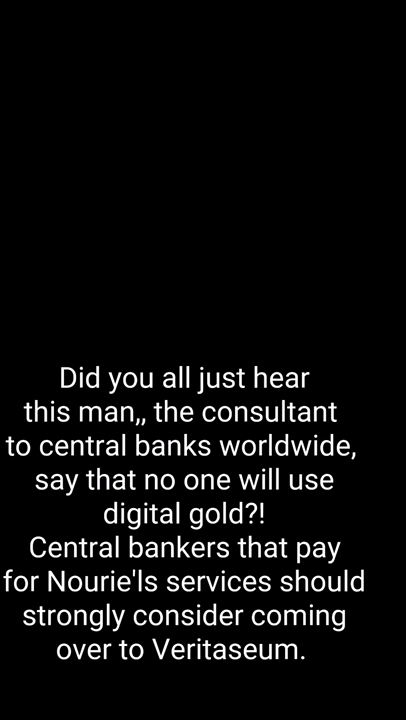 Did you all just hear
this man,, the consultant
to central banks worldwide,
say that no one will use
digital gold?!
Central bankers that pay
for Nourie'ls services should
strongly consider coming
over to Veritaseum.